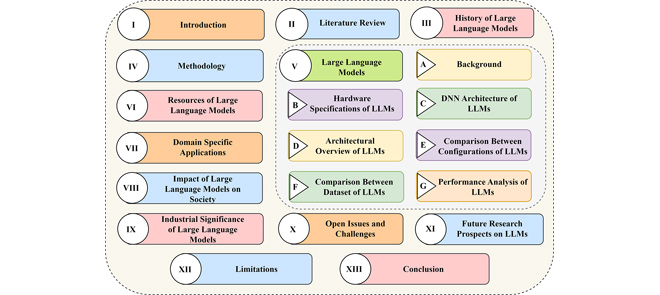 I
Introduction
II
Literature Review
III
History of Large
Language Models
IV
Methodology
V
Large Language
Models
A
Background
VI
Resources of Large
Language Models
B
Hardware
Specifications of LLMs
C
DNN Architecture of
LLMs
VII
Domain Specific
Applications
D
Architectural
Overview of LLMs
E
Comparison Between
Configurations of LLMs
VIII
Impact of Large
Language Models on
Society
F
Comparison Between
Dataset of LLMs
G
Performance Analysis of
LLMs
IX
Industrial Significance
of Large Language
Models
X
Open Issues and
Challenges
XI
Future Research
Prospects on LLMs
XII
Limitations
XIII
Conclusion